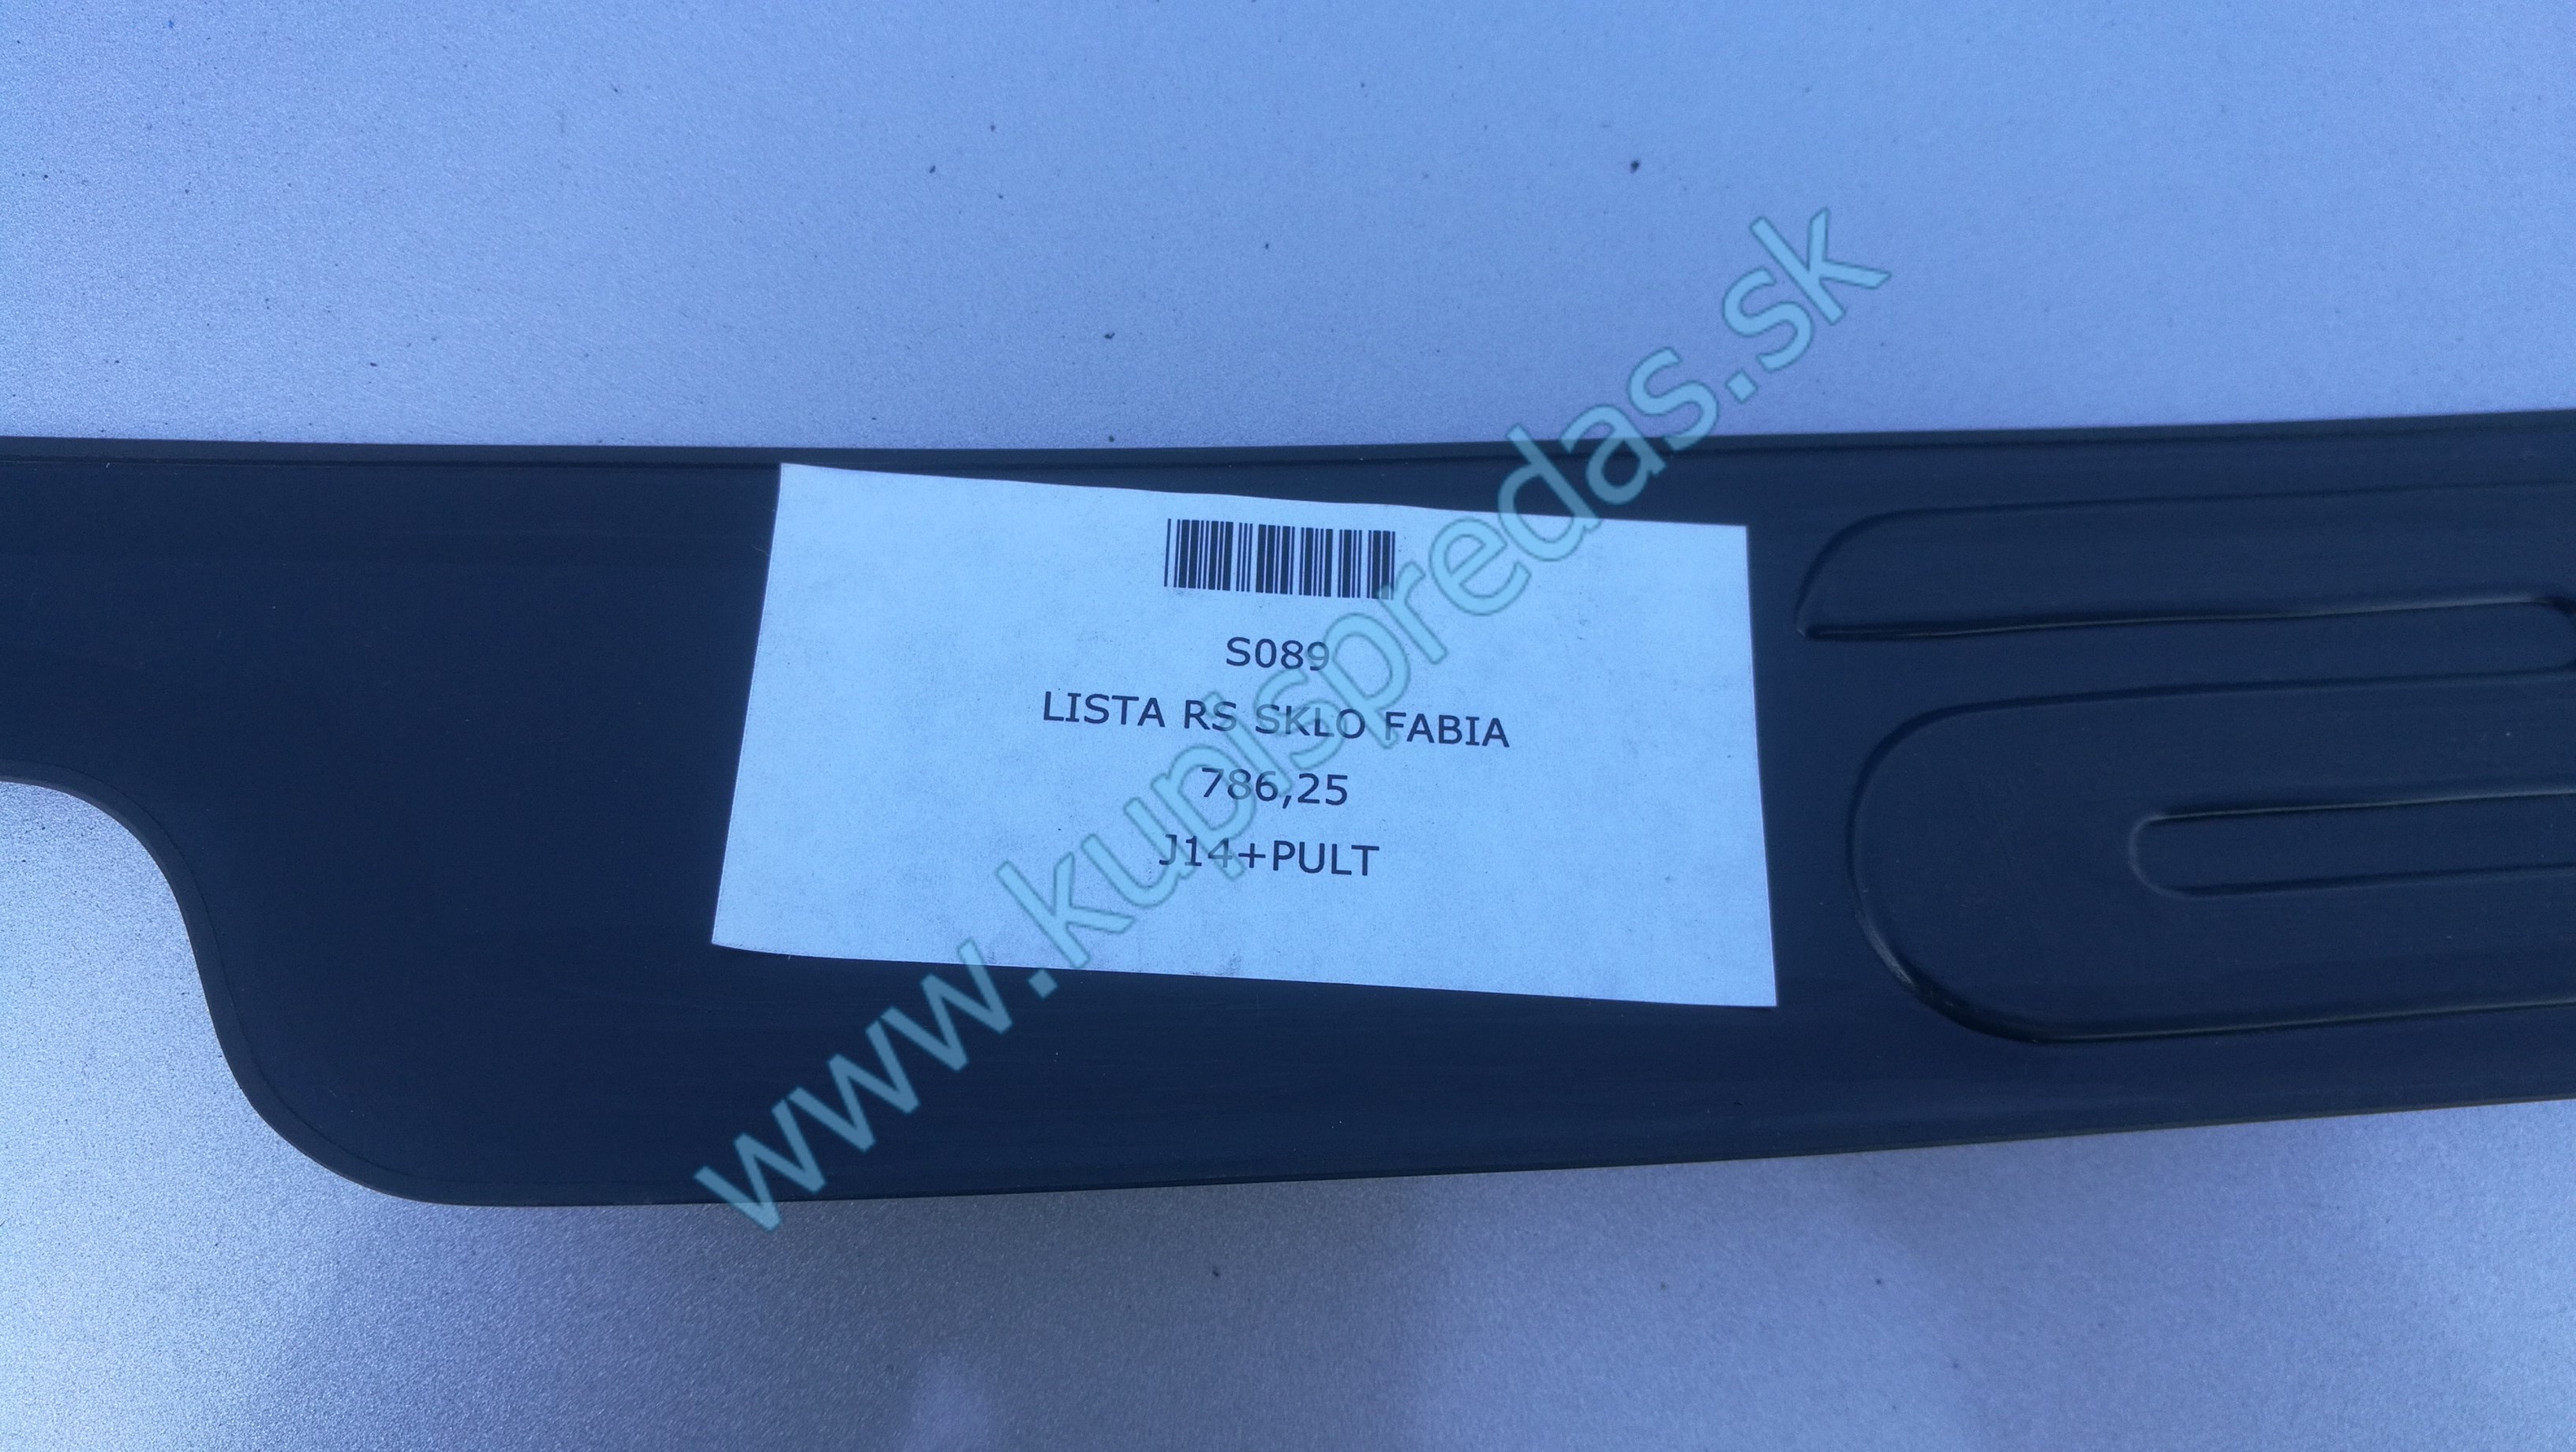 S089
LISTA RS SKLO FABIA
786,25
J14+PULT
www.kupispredas.sk